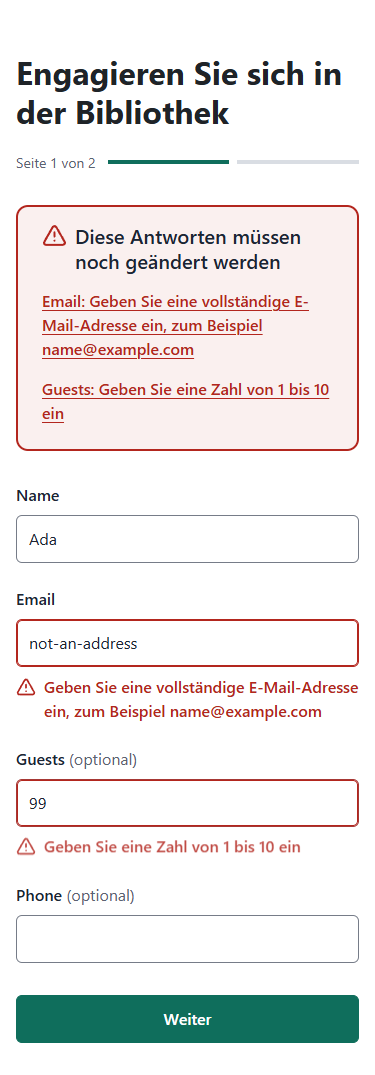 Engagieren Sie sich in
der Bibliothek
Seite 1 von 2
Diese Antworten müssen
noch geändert werden
Email: Geben Sie eine vollständige E-
Mail-Adresse ein, zum Beispiel
name@example.com
Guests: Geben Sie eine Zahl von 1 bis 10
ein
Name
Ada
Email
not-an-address
Geben Sie eine vollständige E-Mail-Adresse
ein, zum Beispiel name@example.com
Guests (optional)
99
Geben Sie eine Zahl von 1 bis 10 ein
Phone (optional)
Weiter